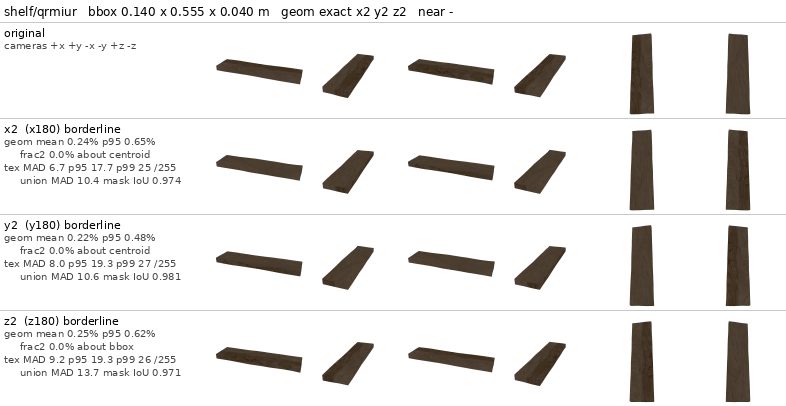 shelf/qrmiur   bbox 0.140 x 0.555 x 0.040 m   geom exact x2 y2 z2   near -
original
cameras +x +y -x -y +z -z
x2  (x180) borderline
geom mean 0.24% p95 0.65%
frac2 0.0% about centroid
tex MAD 6.7 p95 17.7 p99 25 /255
union MAD 10.4 mask IoU 0.974
y2  (y180) borderline
geom mean 0.22% p95 0.48%
frac2 0.0% about centroid
tex MAD 8.0 p95 19.3 p99 27 /255
union MAD 10.6 mask IoU 0.981
z2  (z180) borderline
geom mean 0.25% p95 0.62%
frac2 0.0% about bbox
tex MAD 9.2 p95 19.3 p99 26 /255
union MAD 13.7 mask IoU 0.971